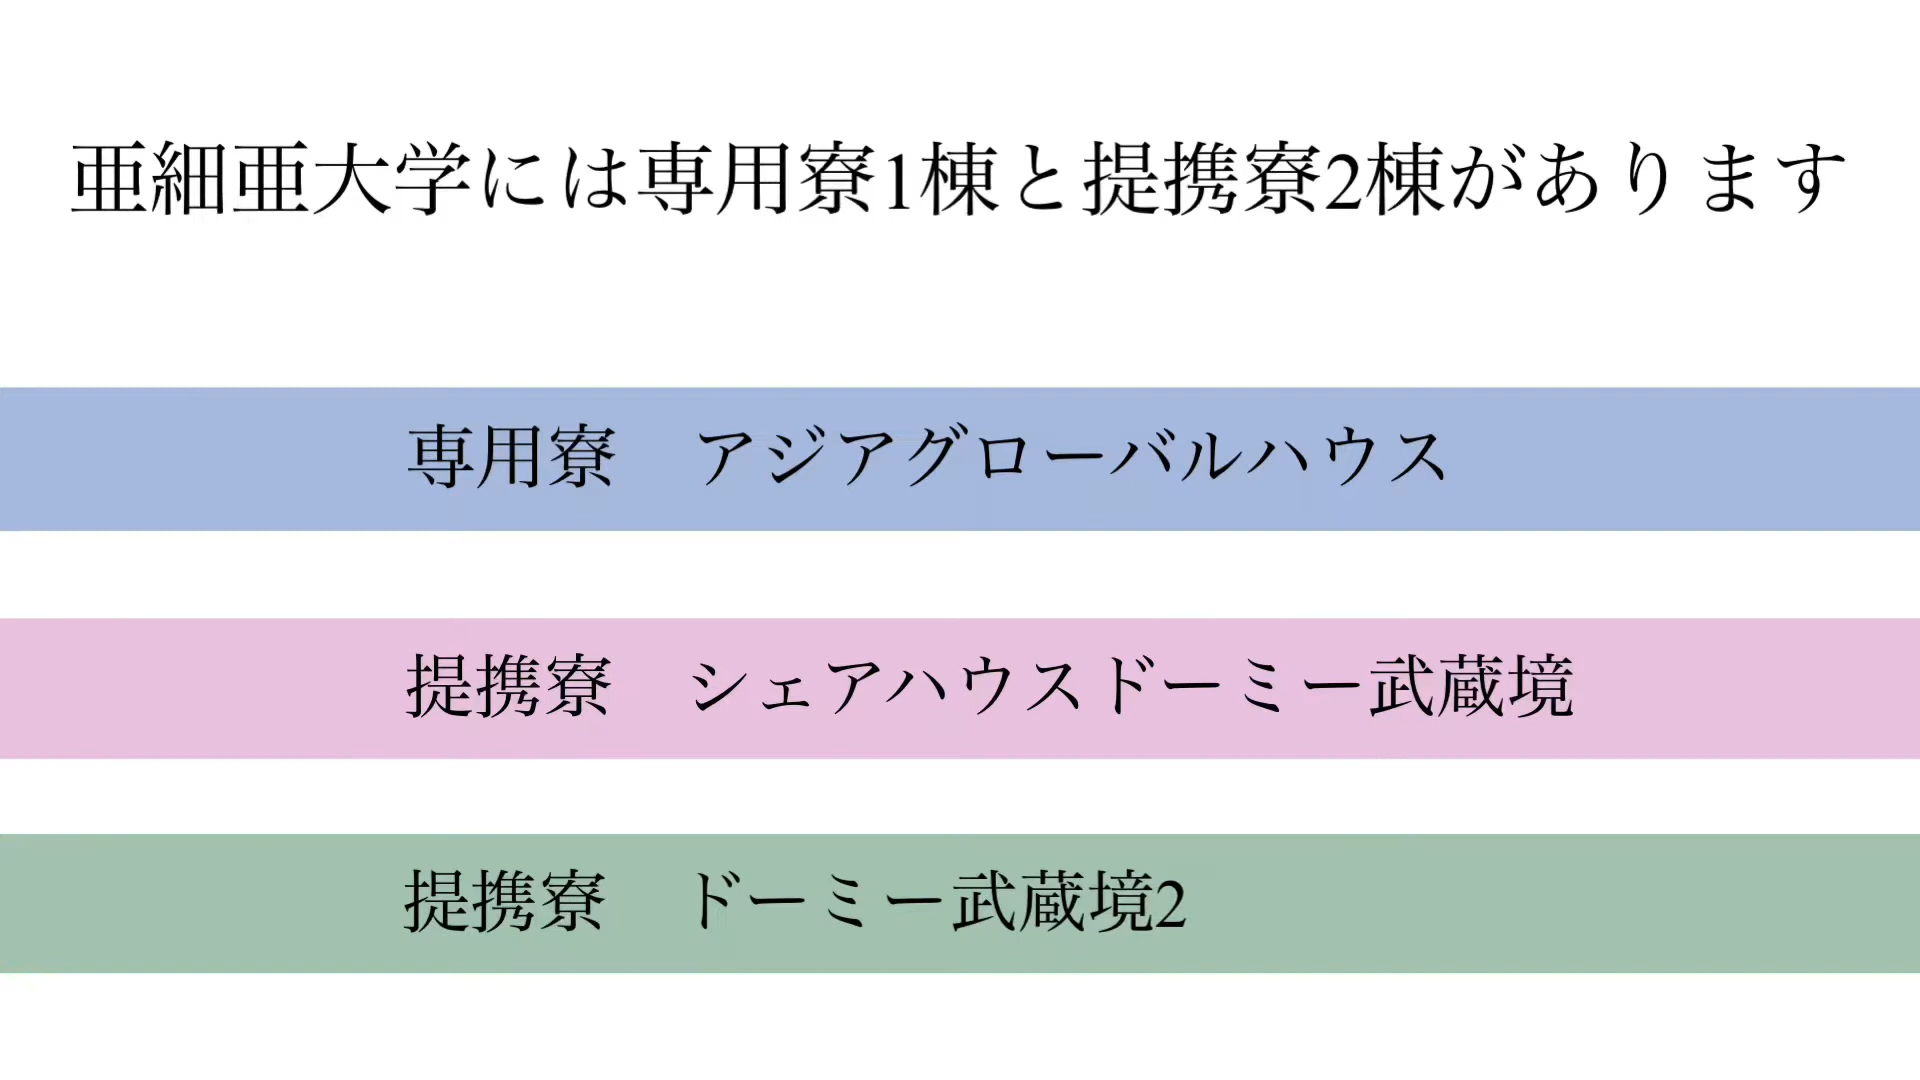 亜細亜大学には専用寮1棟と提携寮2棟があります
専用寮　アジアグローバルハウス
提携寮　シェアハウスドーミー武蔵境
提携寮　ドーミー武蔵境2